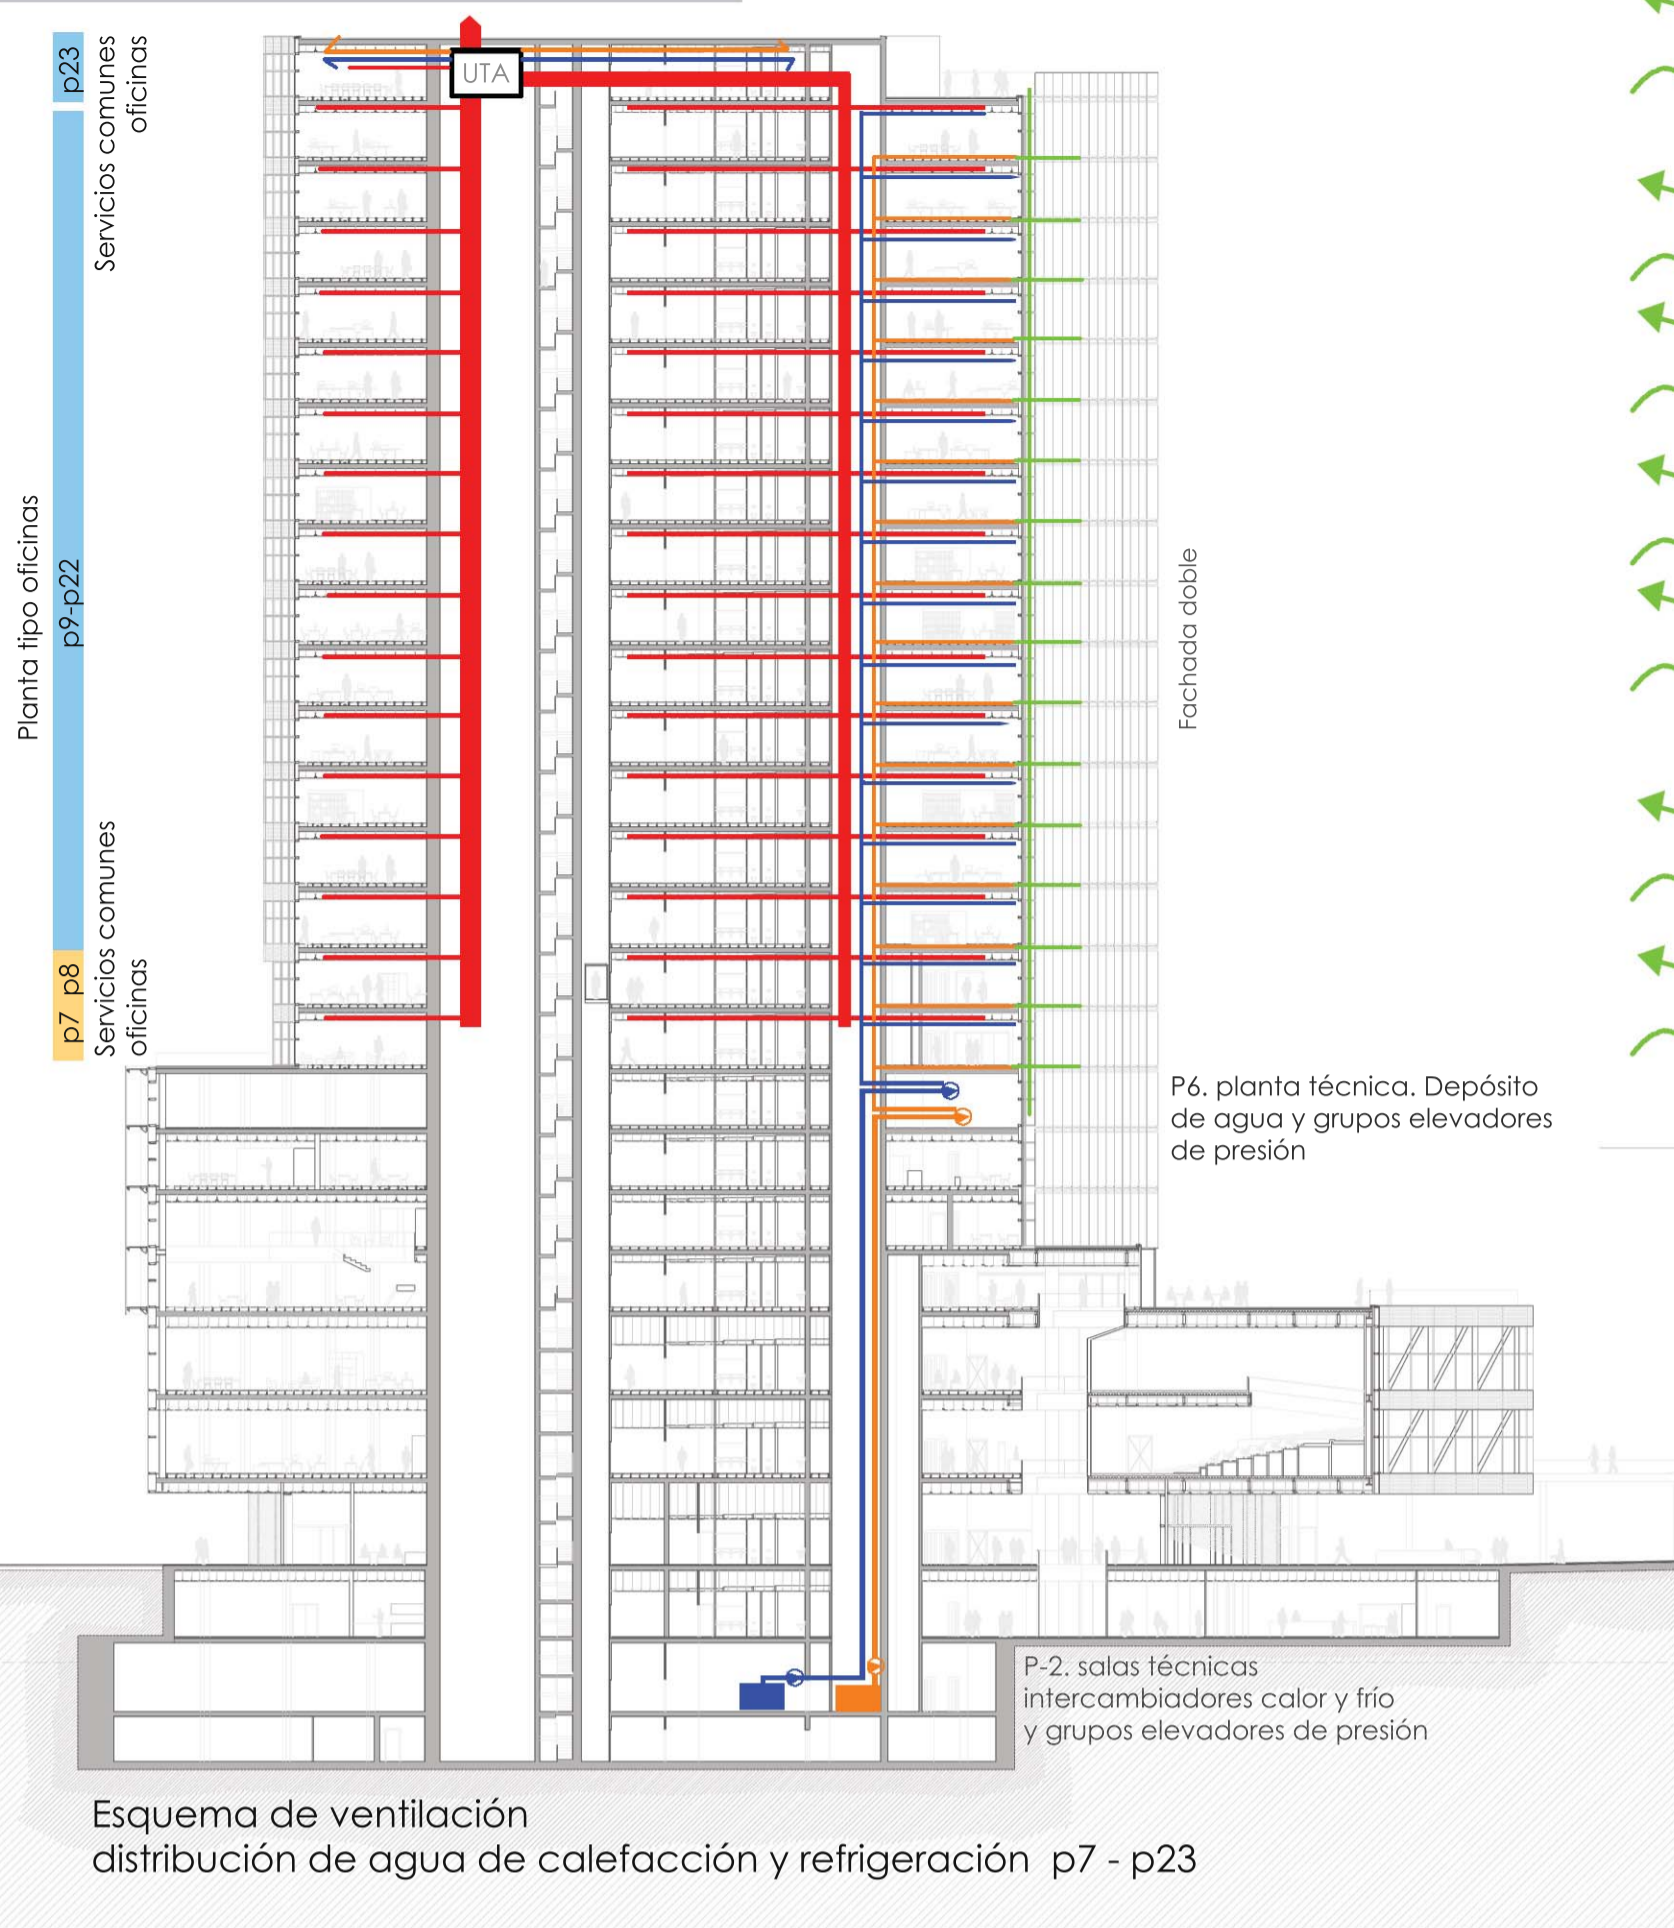 p23
Servicios comunes
oficinas
UTA
Planta tipo oficinas
p9-p22
Fachada doble
p7 p8
Servicios comunes
oficinas
P6. planta técnica. Depósito
de agua y grupos elevadores
de presión
P-2. salas técnicas
intercambiadores calor y frío
y grupos elevadores de presión
Esquema de ventilación
distribución de agua de calefacción y refrigeración p7 - p23